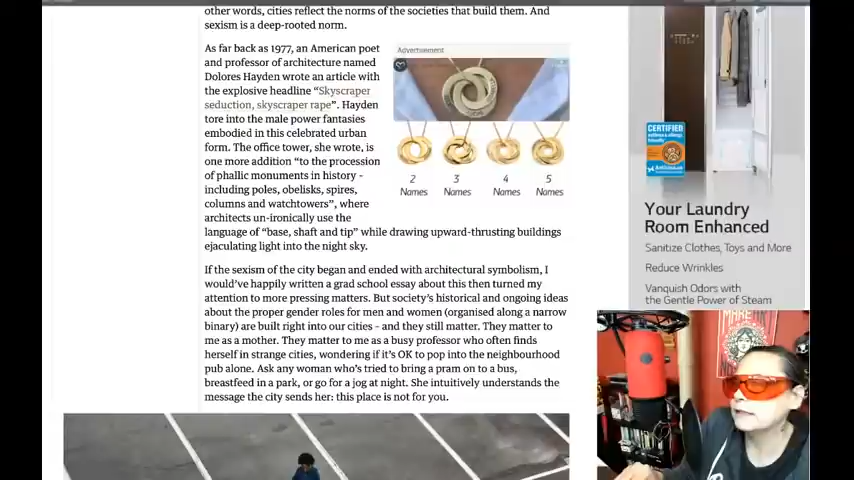 other words, cities reflect the norms of the societies that build them. And
sexism is a deep-rooted norm.
As far back as 1977, an American poet
and professor of architecture named
Dolores Hayden wrote an article with
the explosive headline “Skyscraper
seduction, skyscraper rape”. Hayden
tore into the male power fantasies
embodied in this celebrated urban
form. The office tower, she wrote, is
one more addition “to the procession
of phallic monuments in history –
including poles, obelisks, spires,
columns and watchtowers”, where
architects un-ironically use the
language of “base, shaft and tip” while drawing upward-thrusting buildings
ejaculating light into the night sky.
Advertisement
2
Names
3
Names
4
Names
5
Names
If the sexism of the city began and ended with architectural symbolism, I
would’ve happily written a grad school essay about this then turned my
attention to more pressing matters. But society’s historical and ongoing ideas
about the proper gender roles for men and women (organised along a narrow
binary) are built right into our cities – and they still matter. They matter to
me as a mother. They matter to me as a busy professor who often finds
herself in strange cities, wondering if it’s OK to pop into the neighbourhood
pub alone. Ask any woman who’s tried to bring a pram on to a bus,
breastfeed in a park, or go for a jog at night. She intuitively understands the
message the city sends her: this place is not for you.
CERTIFIED
asthma & allergy
friendly
Your Laundry
Room Enhanced
Sanitize Clothes, Toys and More
Reduce Wrinkles
Vanquish Odors with
the Gentle Power of Steam
MAKE